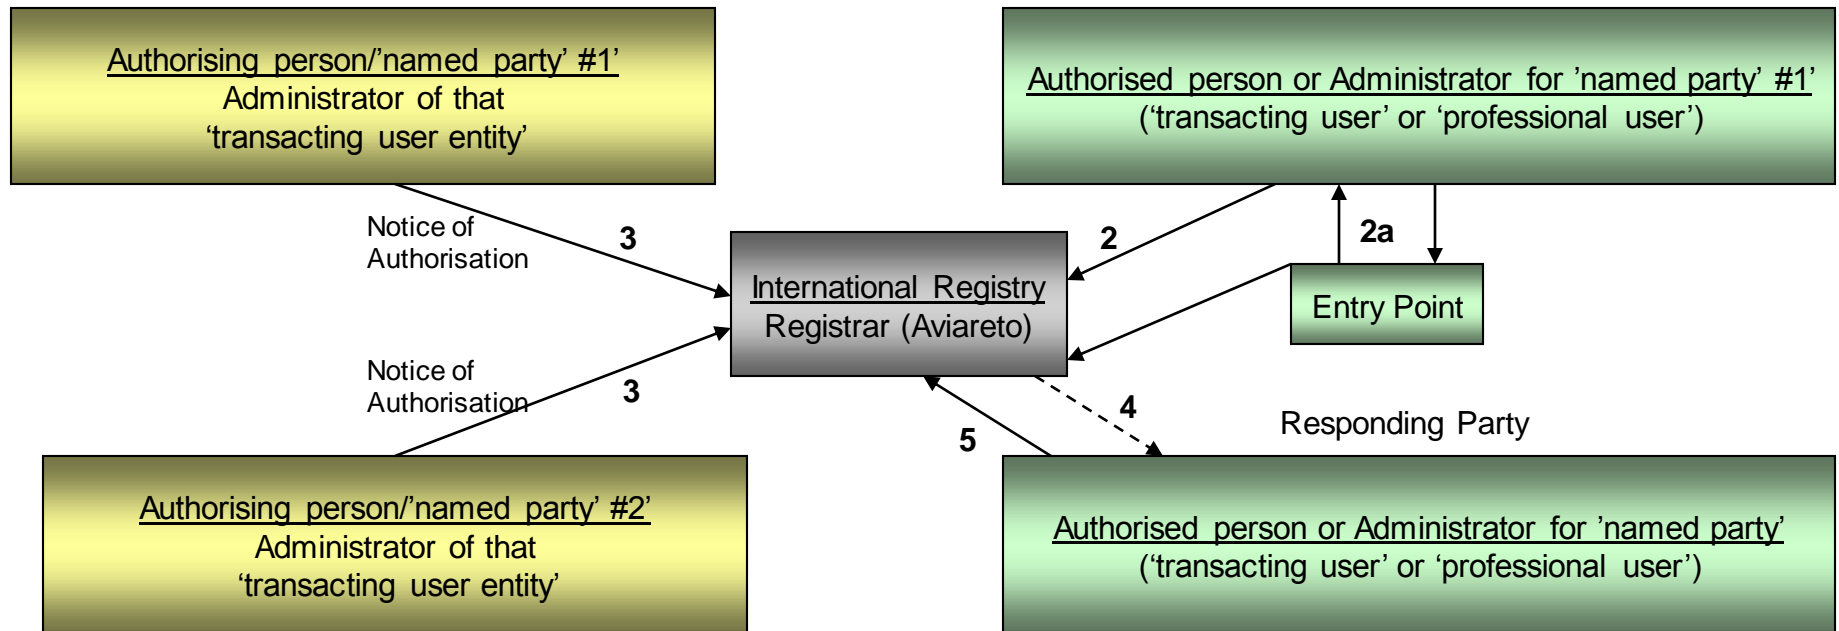 Authorising person/’named party’ #1’
Administrator of that
‘transacting user entity’
Authorised person or Administrator for ’named party’ #1’
(‘transacting user’ or ‘professional user’)
Notice of
Authorisation
3
2
2a
International Registry
Registrar (Aviareto)
Entry Point
Notice of
Authorisation
3
4
5
Responding Party
Authorising person/’named party’ #2’
Administrator of that
‘transacting user entity’
Authorised person or Administrator for ’named party’
(‘transacting user’ or ‘professional user’)